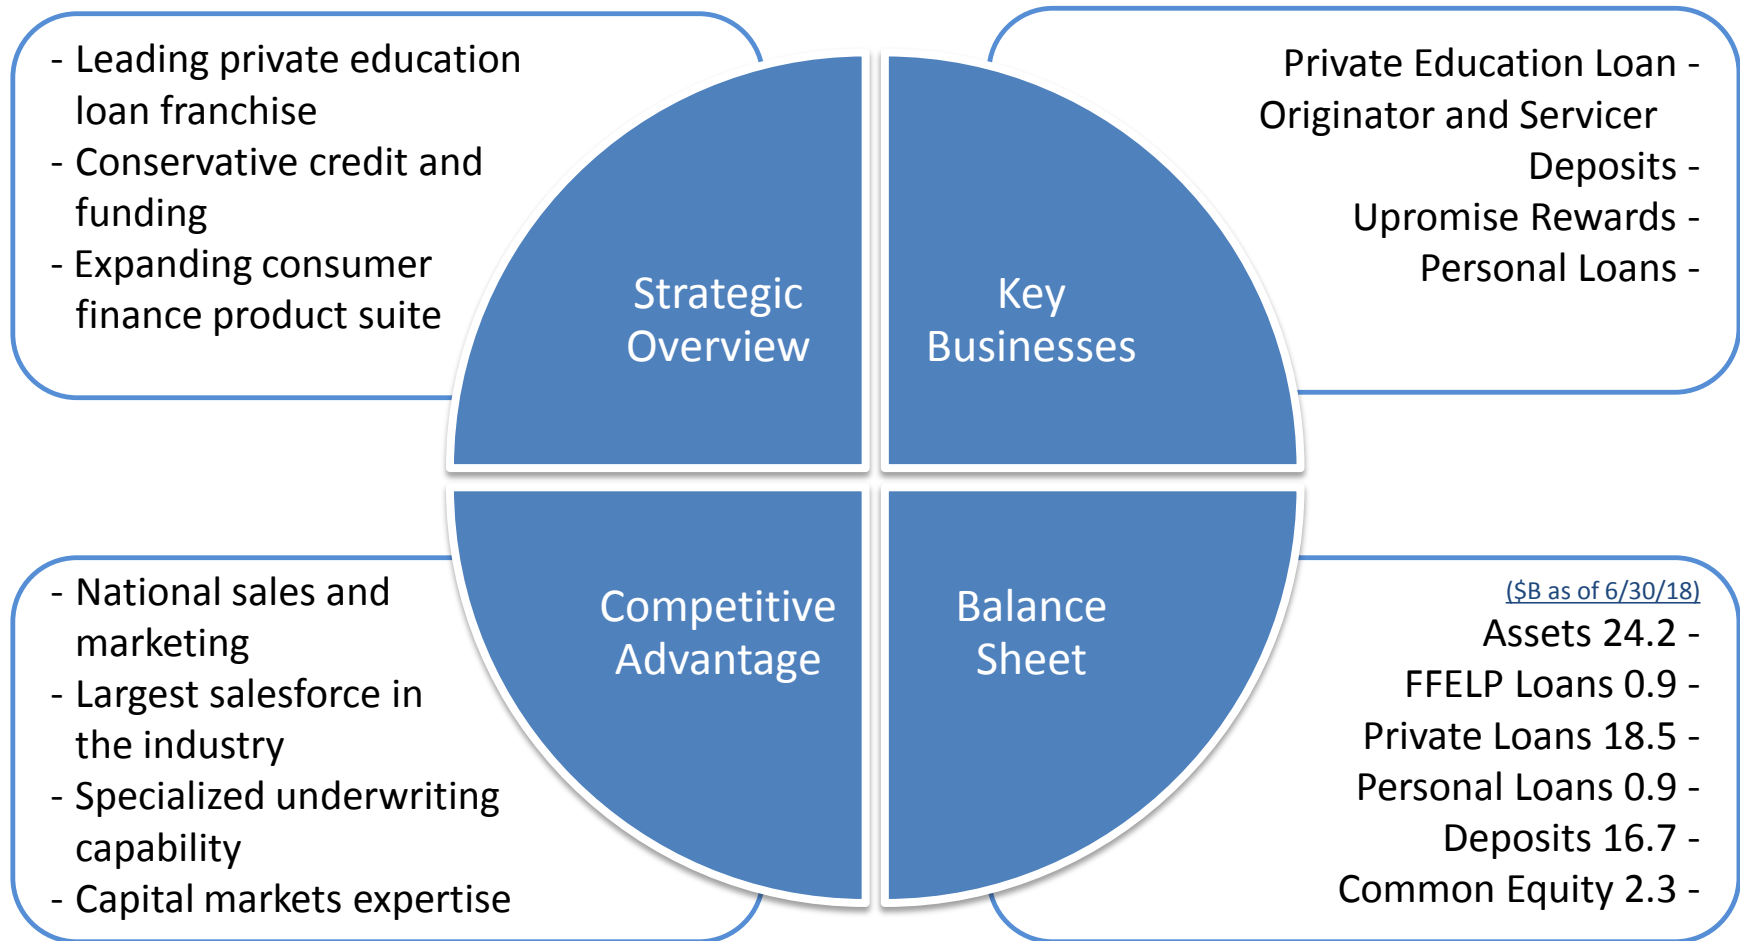 - Leading private education
loan franchise
- Conservative credit and
funding
- Expanding consumer
finance product suite
Strategic
Overview
Key
Businesses
Private Education Loan -
Originator and Servicer
Deposits -
Upromise Rewards -
Personal Loans -
- National sales and
marketing
- Largest salesforce in
the industry
- Specialized underwriting
capability
- Capital markets expertise
Competitive
Advantage
Balance
Sheet
($B as of 6/30/18)
Assets 24.2 -
FFELP Loans 0.9 -
Private Loans 18.5 -
Personal Loans 0.9 -
Deposits 16.7 -
Common Equity 2.3 -